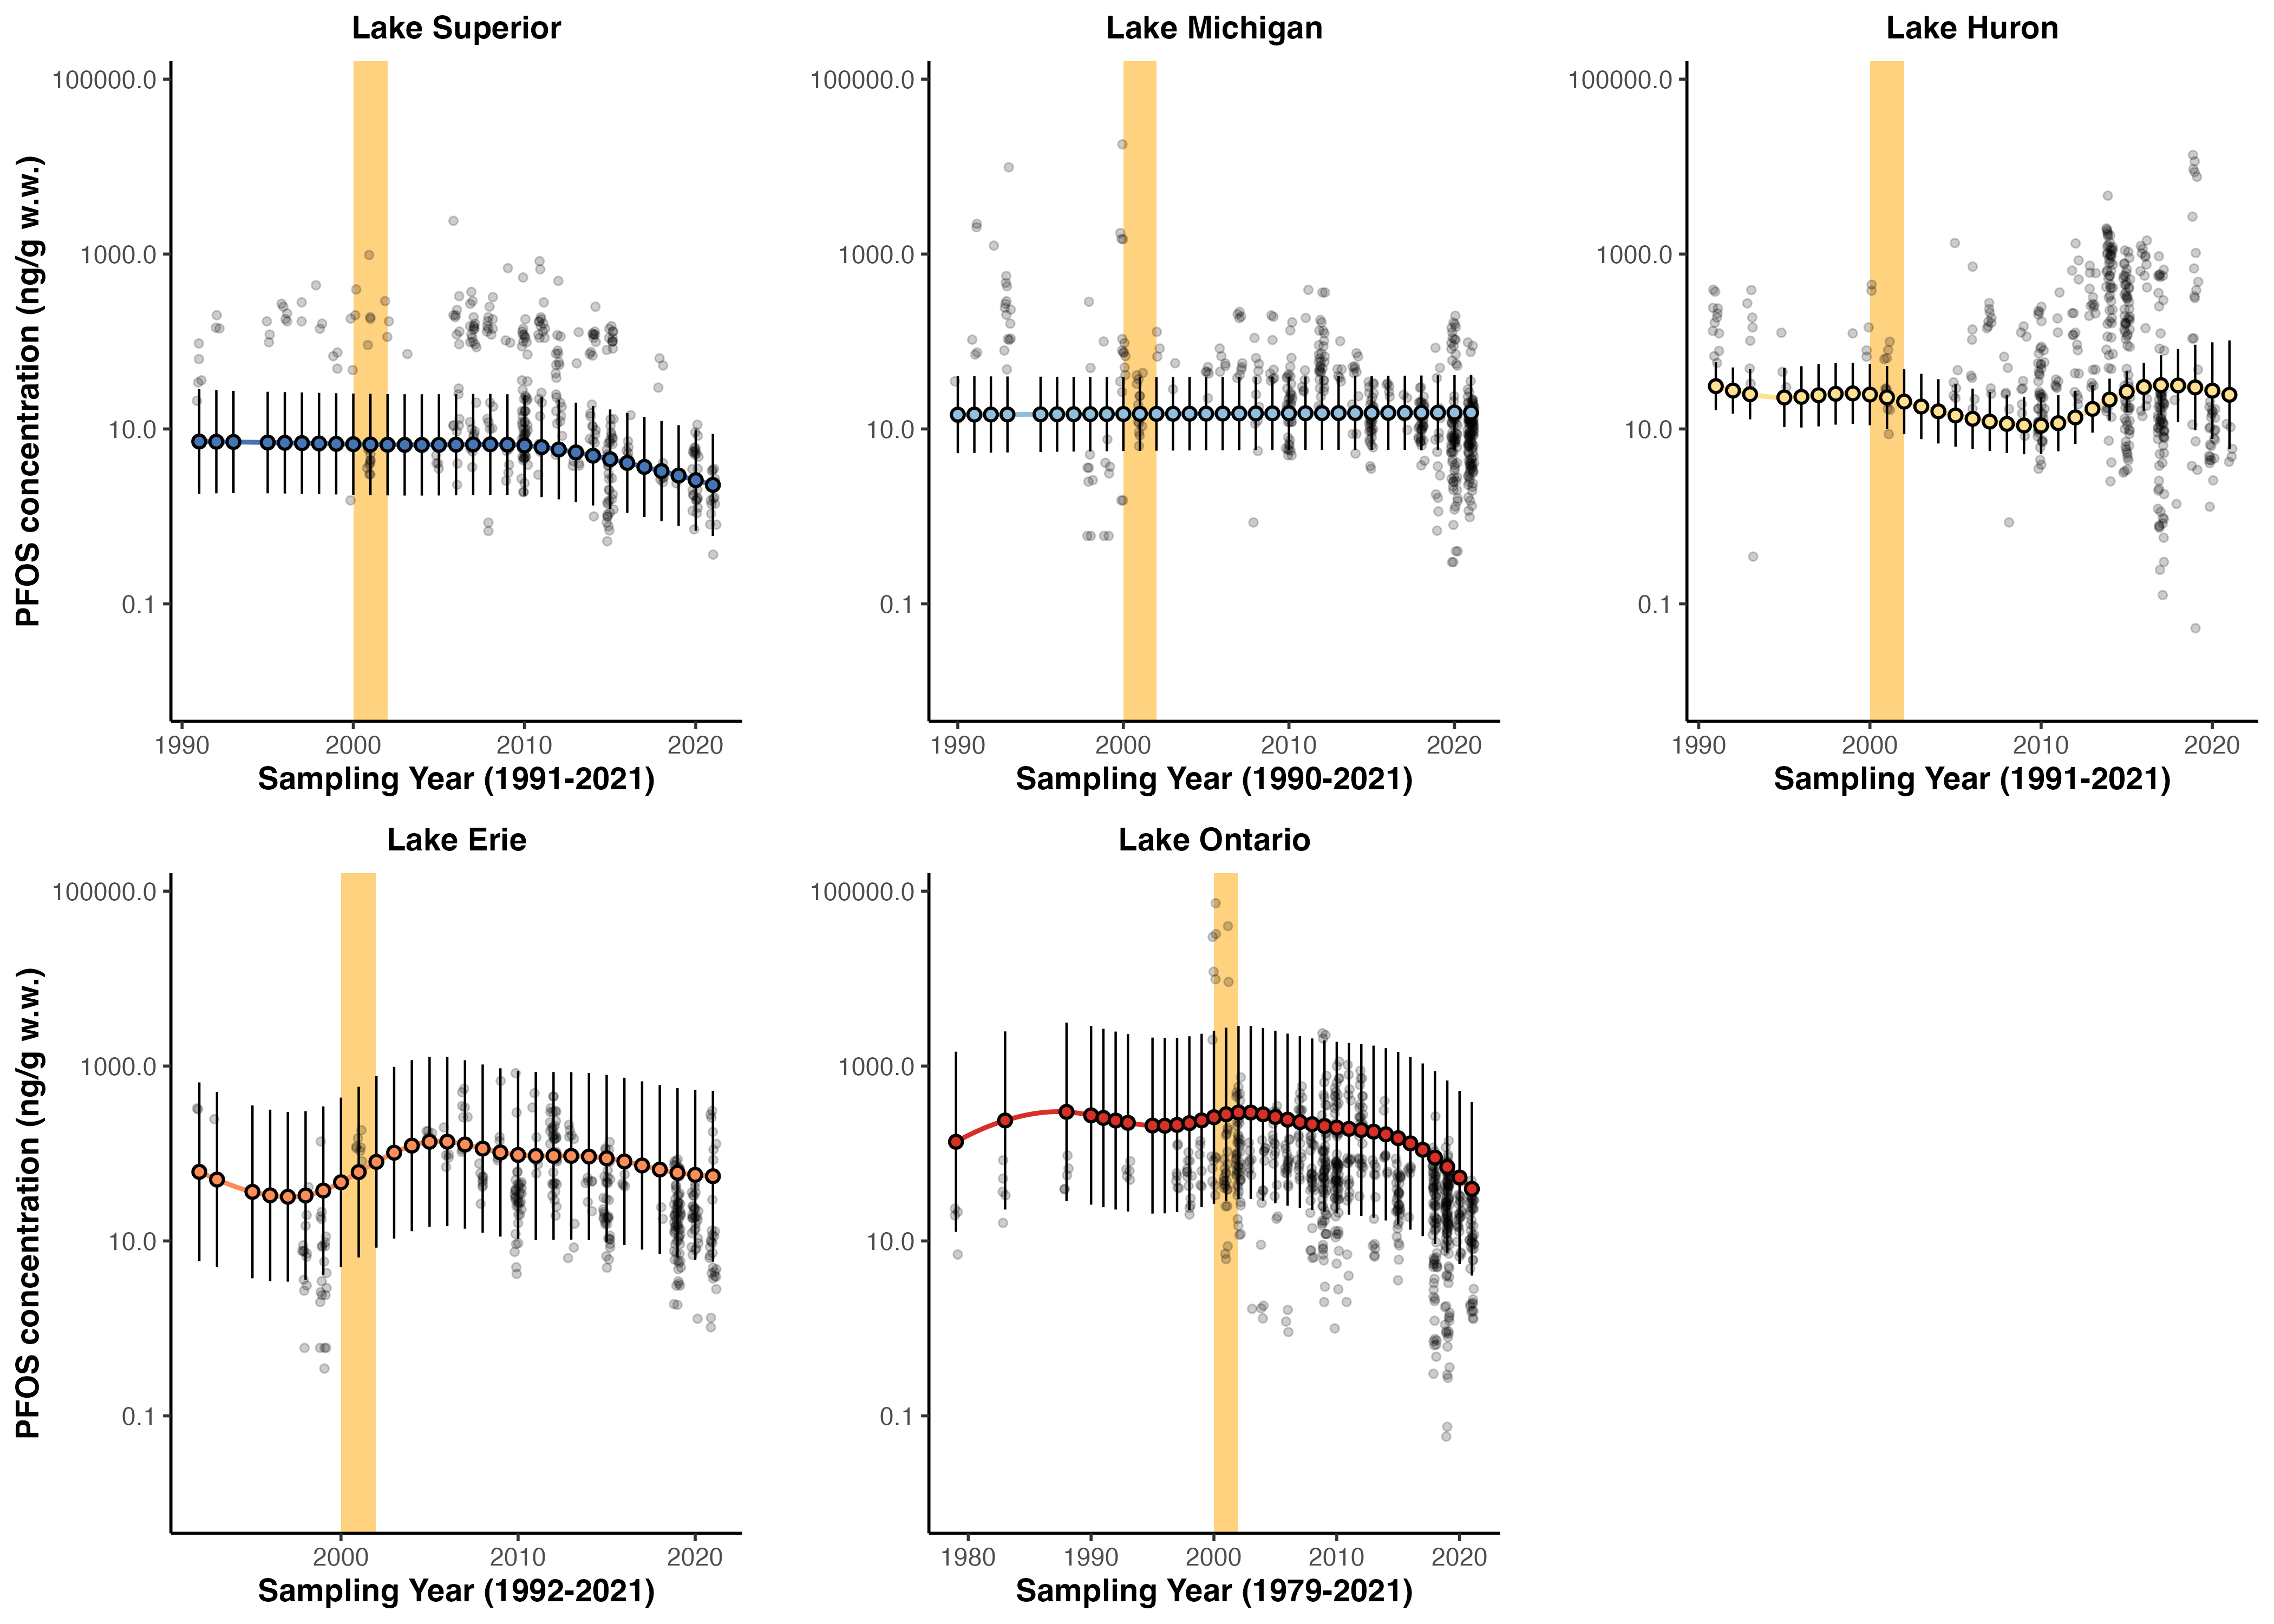 Lake Superior
PFOS concentration (ng/g w.w.)
100000.0
1000.0
10.0
0.1
1990 2000 2010 2020
Sampling Year (1991-2021)
Lake Michigan
100000.0
1000.0
10.0
0.1
1990 2000 2010 2020
Sampling Year (1990-2021)
Lake Huron
100000.0
1000.0
10.0
0.1
1990 2000 2010 2020
Sampling Year (1991-2021)
Lake Erie
PFOS concentration (ng/g w.w.)
100000.0
1000.0
10.0
0.1
2000 2010 2020
Sampling Year (1992-2021)
Lake Ontario
100000.0
1000.0
10.0
0.1
1980 1990 2000 2010 2020
Sampling Year (1979-2021)